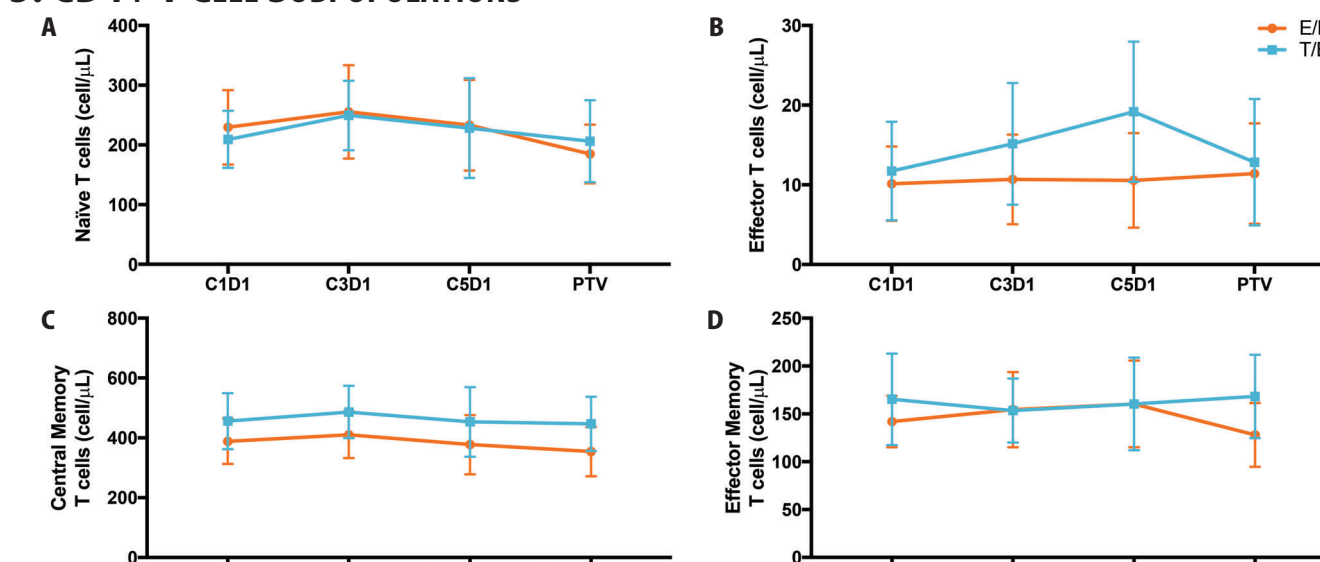 A
Naïve T cells (cell/μL)
400
300
200
100
0
C1D1 C3D1 C5D1 PTV
B
Effector T cells (cell/μL)
30
20
10
0
C1D1 C3D1 C5D1 PTV
C
Central Memory
T cells (cell/μL)
800
600
400
200
0
D
Effector Memory
T cells (cell/μL)
250
200
150
100
50
0